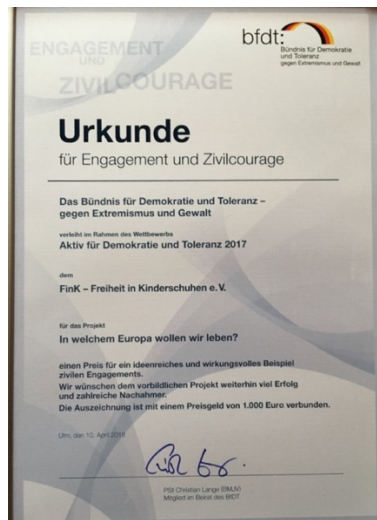 bfdt:
Bündnis für Demokratie
und Toleranz
gegen Extremismus und Gewalt
ENGAGEMENT
UND
ZIVILCOURAGE
Urkunde
für Engagement und Zivilcourage
Das Bündnis für Demokratie und Toleranz –
gegen Extremismus und Gewalt
verleiht im Rahmen des Wettbewerbs
Aktiv für Demokratie und Toleranz 2017
dem
FinK – Freiheit in Kinderschuhen e.V.
für das Projekt
In welchem Europa wollen wir leben?
einen Preis für ein ideenreiches und wirkungsvolles Beispiel
zivilen Engagements.
Wir wünschen dem vorbildlichen Projekt weiterhin viel Erfolg
und zahlreiche Nachahmer.
Die Auszeichnung ist mit einem Preisgeld von 1.000 Euro verbunden.
Ulm, den 10. April 2018
PSt Christian Lange (BMJV)
Mitglied im Beirat des BfDT